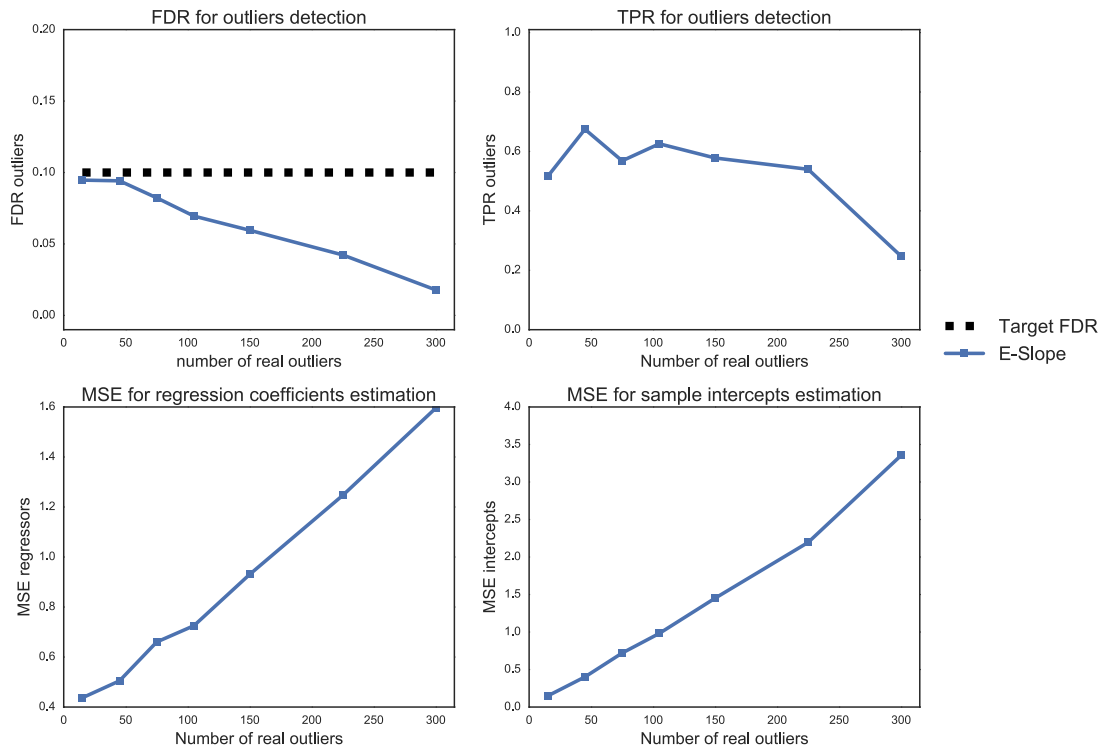 FDR for outliers detection
0.20
0.15
0.10
0.05
0.00
FDR outliers
0 50 100 150 200 250 300
number of real outliers
TPR for outliers detection
1.0
0.8
0.6
0.4
0.2
0.0
TPR outliers
0 50 100 150 200 250 300
Number of real outliers
Target FDR
E-Slope
MSE for regression coefficients estimation
1.6
1.4
1.2
1.0
0.8
0.6
0.4
MSE regressors
0 50 100 150 200 250 300
Number of real outliers
MSE for sample intercepts estimation
4.0
3.5
3.0
2.5
2.0
1.5
1.0
0.5
0.0
MSE intercepts
0 50 100 150 200 250 300
Number of real outliers